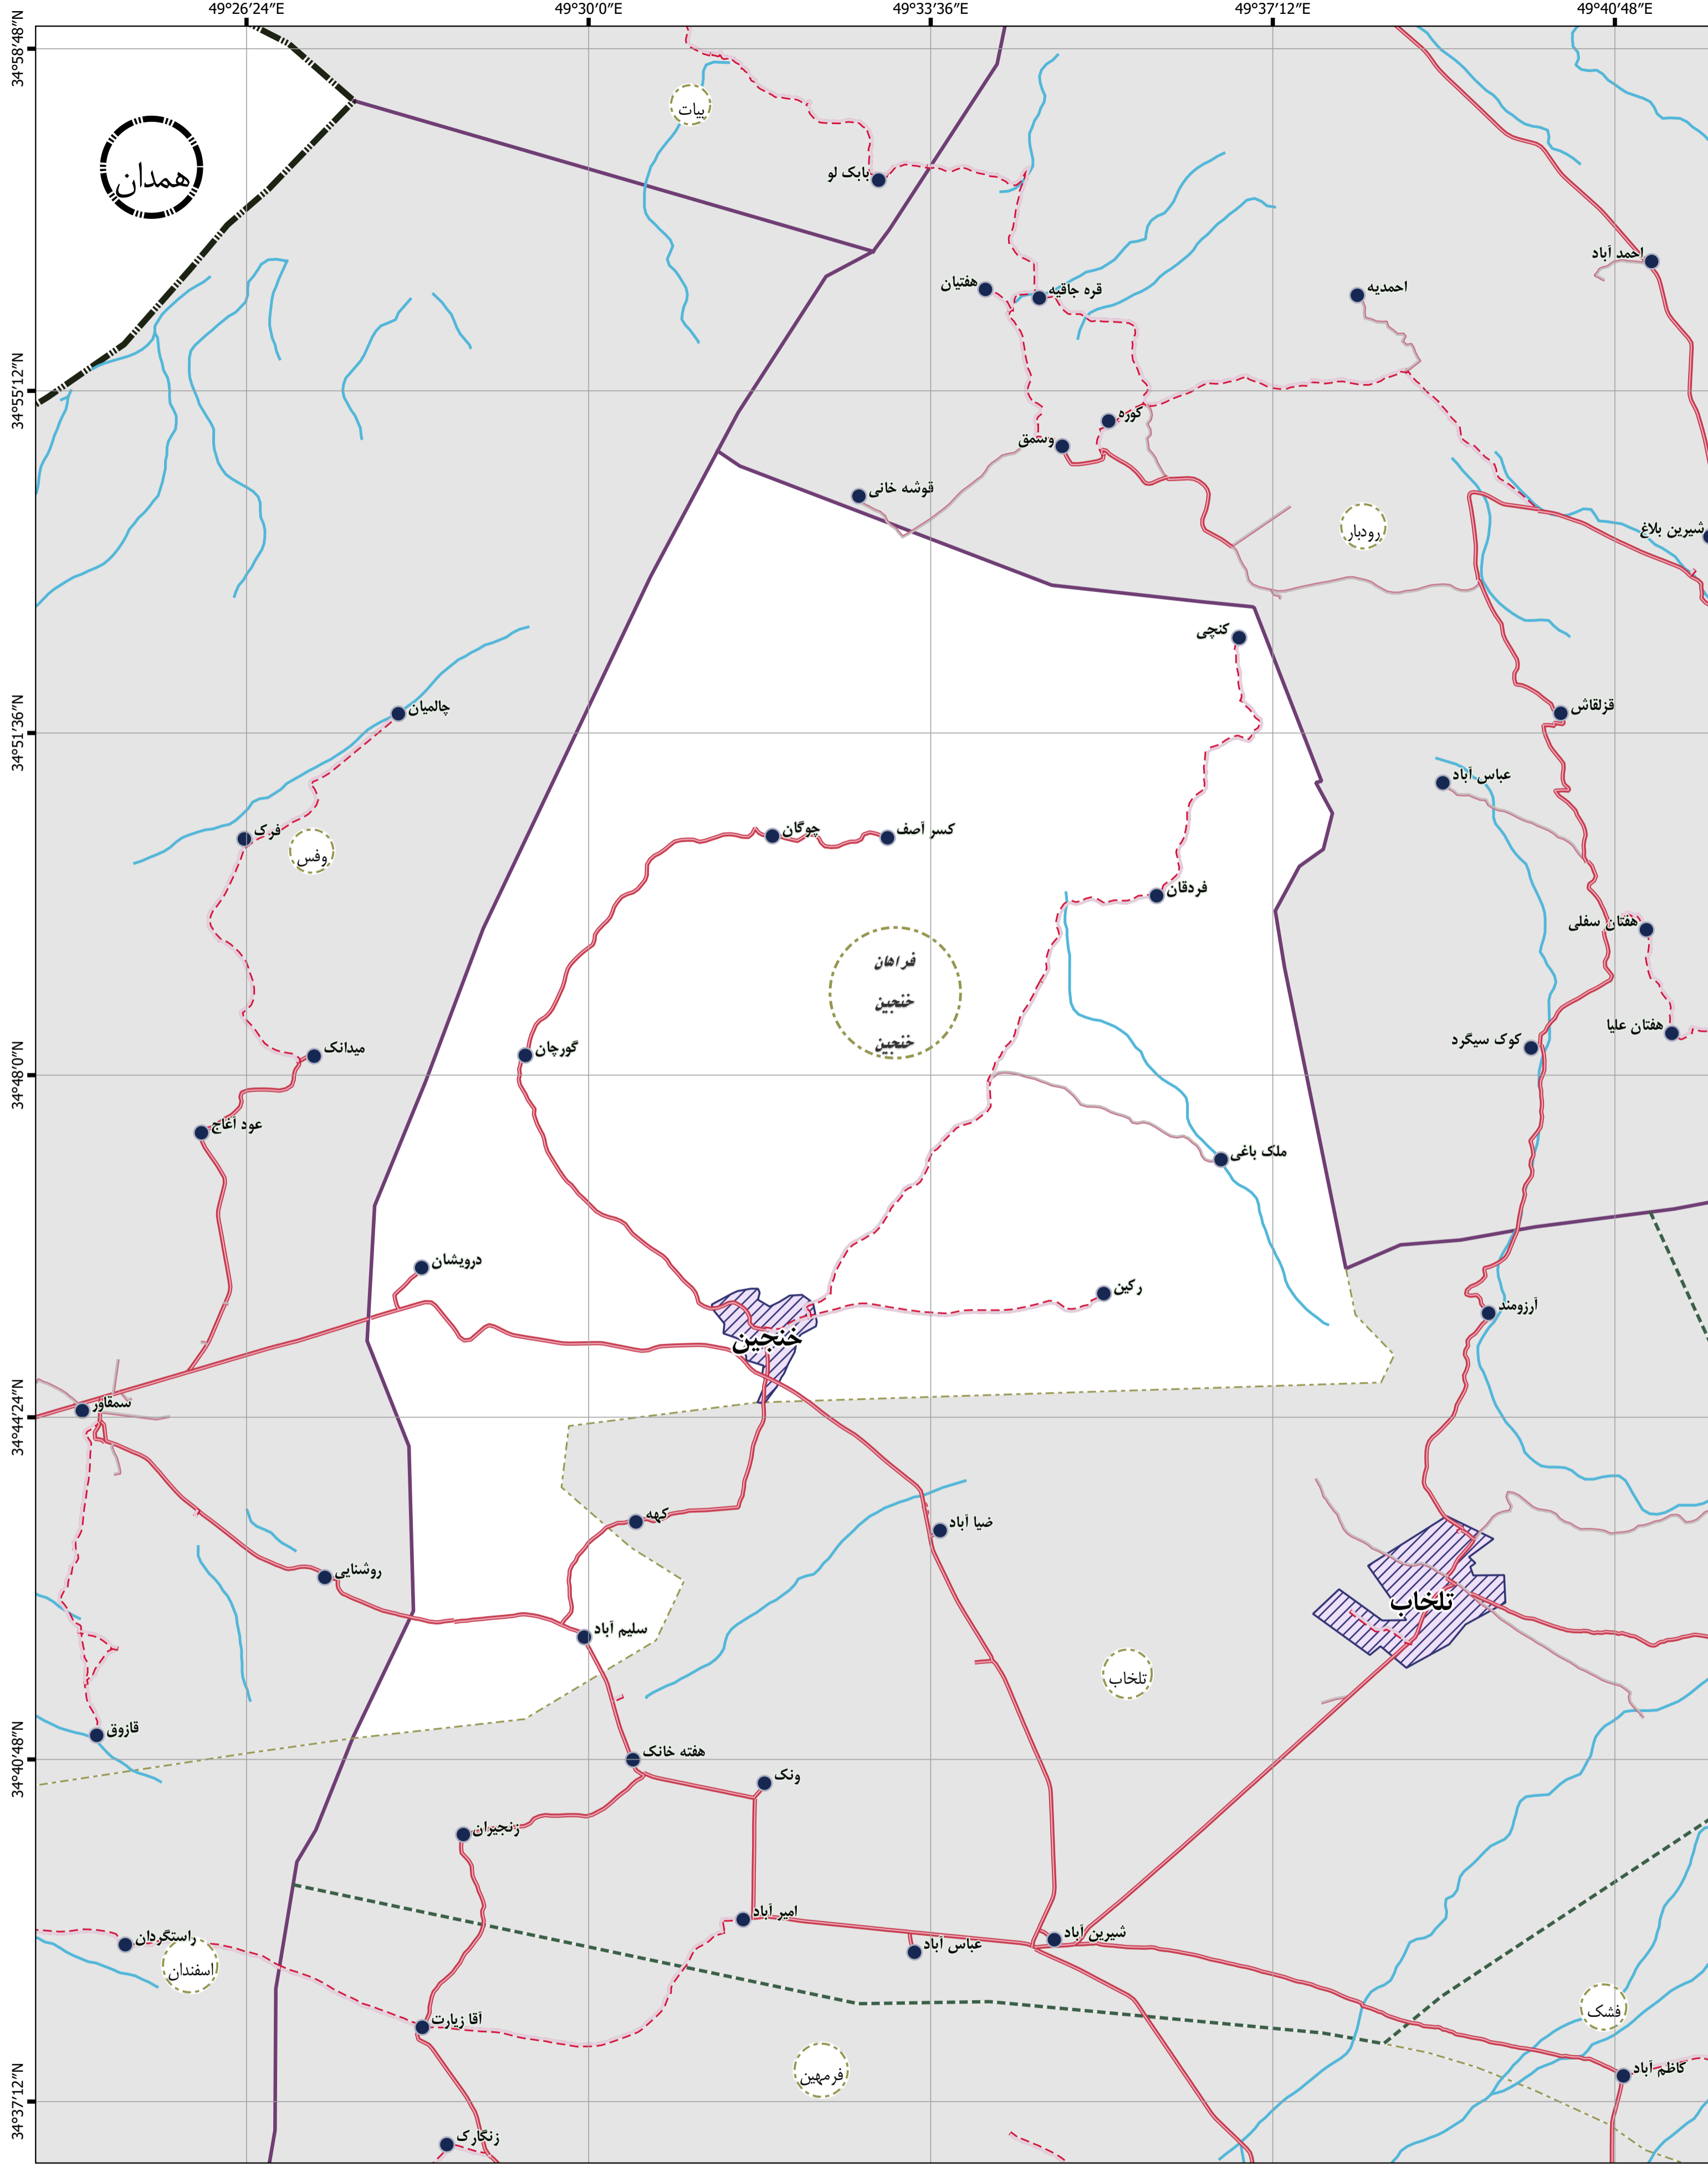 49°26'24"E
49°30'0"E
49°33'36"E
49°37'12"E
49°40'48"E
34°58'48"N
34°55'12"N
34°51'36"N
34°48'0"N
34°44'24"N
34°40'48"N
34°37'12"N
همدان
بیات
بابک لو
احمد آباد
هفتیان
قره جاقیه
احمدیه
کوزه
وسمق
قوشه خانی
رودبار
شیرین بلاغ
کنچی
چالمیان
قزلقاش
عباس آباد
فرک
وفس
چوگان
کسر آصف
فردقان
هفتان سفلی
فراهان
خنجین
خنجین
هفتان علیا
کوک سیگرد
میدانک
گورچان
عود آغاج
ملک باغی
درویشان
رکین
آرزومند
خنجین
سمقاور
کهه
ضیا آباد
روشنایی
تلخاب
سلیم آباد
تلخاب
قازوق
هفته خانک
ونک
زنجیران
امیر آباد
عباس آباد
شیرین آباد
راستگردان
اسفندان
آقا زیارت
فشک
فرمهین
کاظم آباد
زنگارک